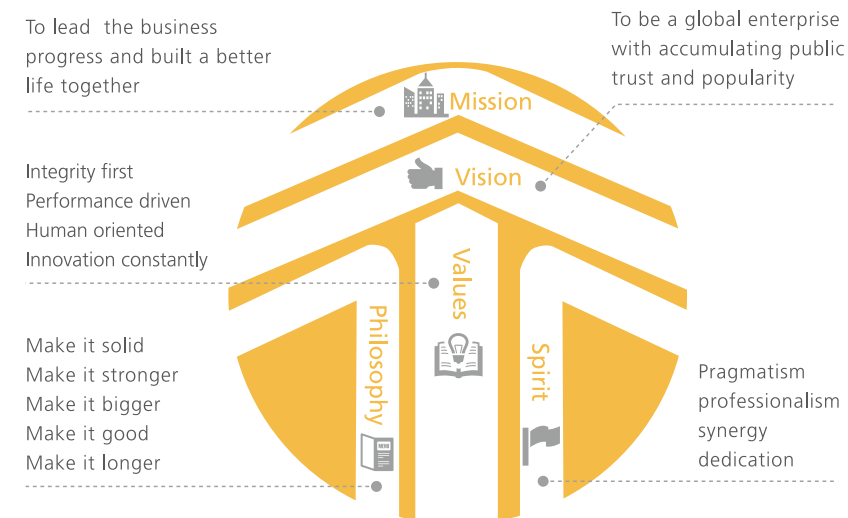 To lead the business
progress and built a better
life together
To be a global enterprise
with accumulating public
trust and popularity
Mission
Vision
Integrity first
Performance driven
Human oriented
Innovation constantly
Values
Philosophy
Spirit
Make it solid
Make it stronger
Make it bigger
Make it good
Make it longer
Pragmatism
professionalism
synergy
dedication